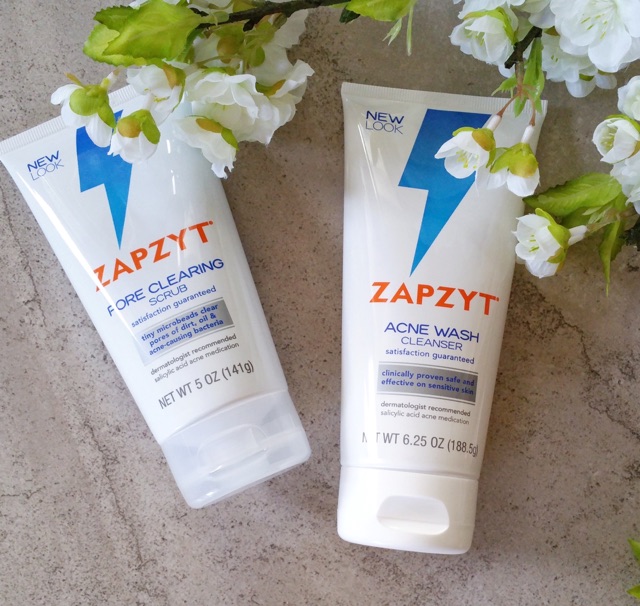 NEW
LOOK
ZAPZYT®
PORE CLEARING
SCRUB
satisfaction guaranteed
tiny microbeads clear
pores of dirt, oil &
acne-causing bacteria
dermatologist recommended
salicylic acid acne medication
NET WT 5 OZ (141g)
NEW
LOOK
ZAPZYT®
ACNE WASH
CLEANSER
satisfaction guaranteed
clinically proven safe and
effective on sensitive skin
dermatologist recommended
salicylic acid acne medication
NET WT 6.25 OZ (188.5g)